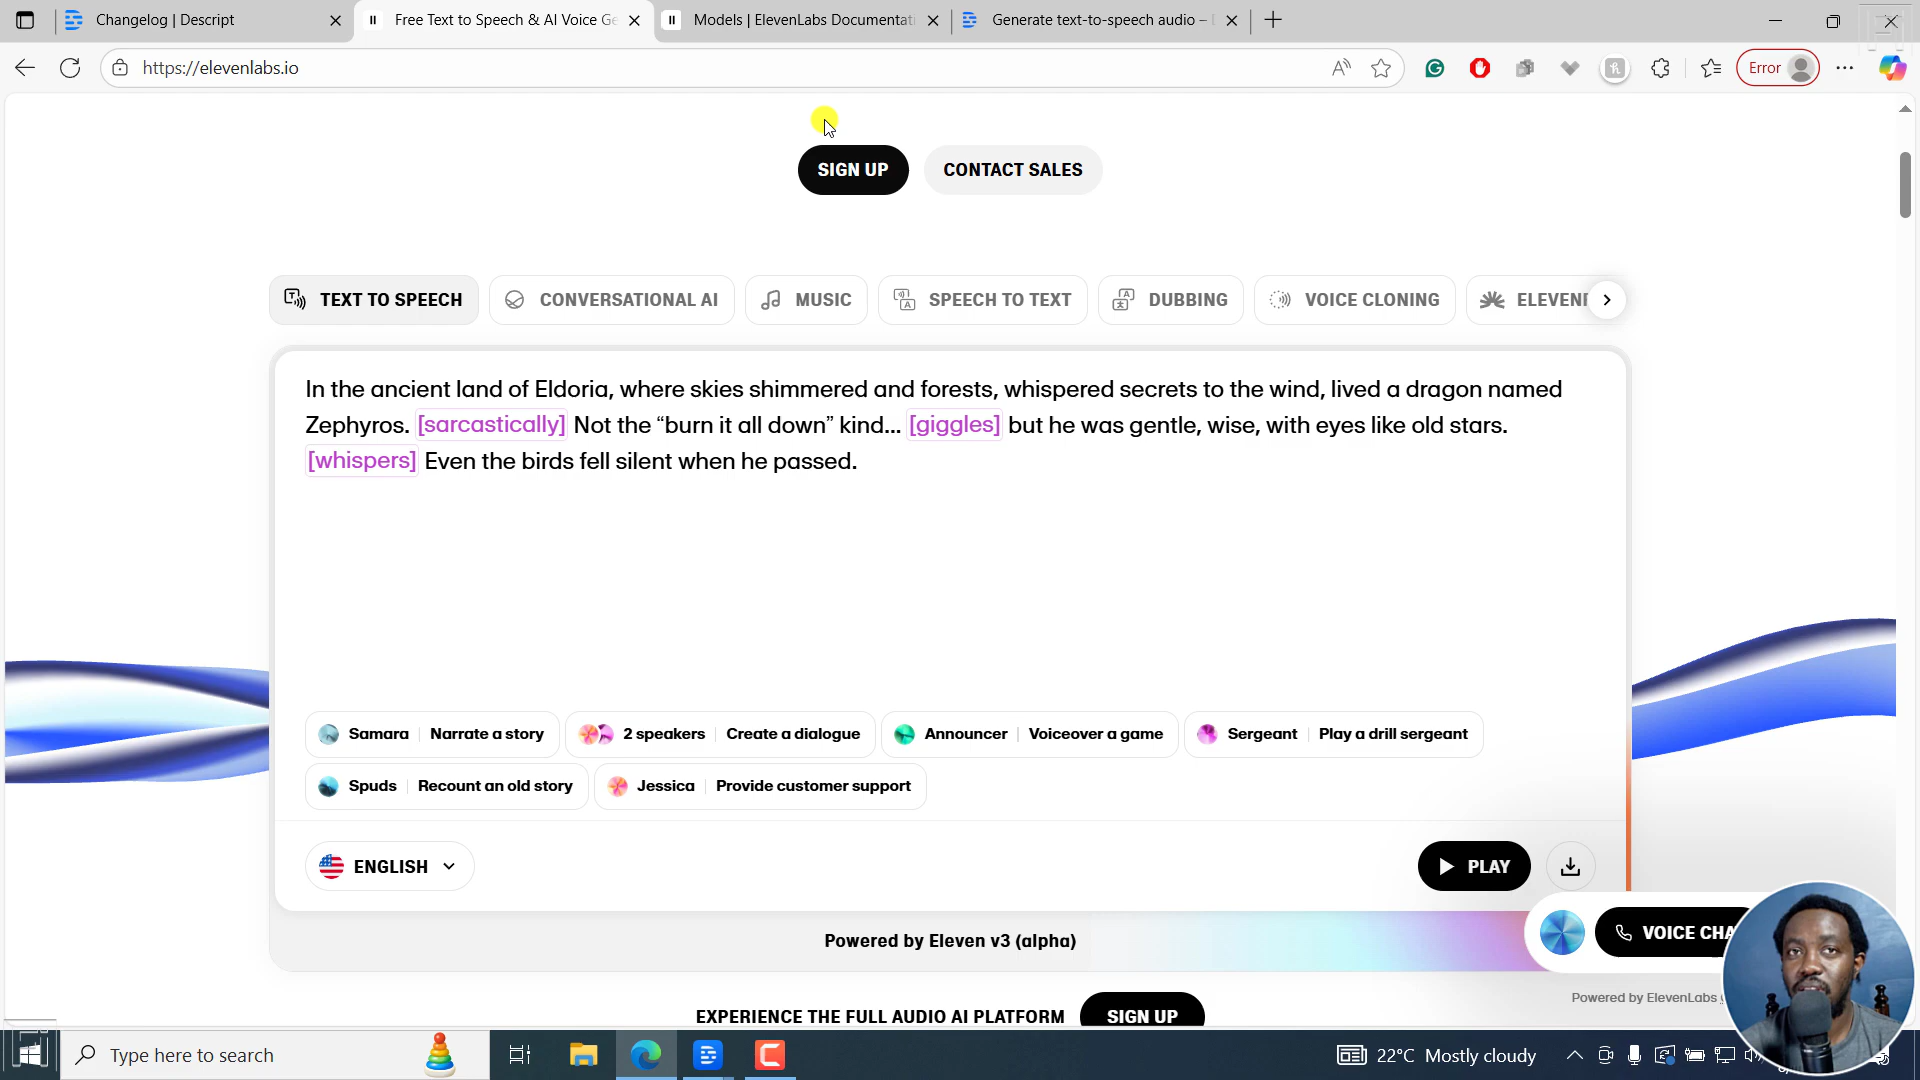 Changelog | Descript
Free Text to Speech & AI Voice Ge
Models | ElevenLabs Documentati
Generate text-to-speech audio –
https://elevenlabs.io
Error
SIGN UP
CONTACT SALES
TEXT TO SPEECH
CONVERSATIONAL AI
MUSIC
SPEECH TO TEXT
DUBBING
VOICE CLONING
ELEVEN
In the ancient land of Eldoria, where skies shimmered and forests, whispered secrets to the wind, lived a dragon named
Zephyros. [sarcastically] Not the “burn it all down” kind... [giggles] but he was gentle, wise, with eyes like old stars.
[whispers] Even the birds fell silent when he passed.
Samara | Narrate a story
2 speakers | Create a dialogue
Announcer | Voiceover a game
Sergeant | Play a drill sergeant
Spuds | Recount an old story
Jessica | Provide customer support
ENGLISH
PLAY
Powered by Eleven v3 (alpha)
VOICE CHA
Powered by ElevenLabs
EXPERIENCE THE FULL AUDIO AI PLATFORM
SIGN UP
Type here to search
22°C Mostly cloudy